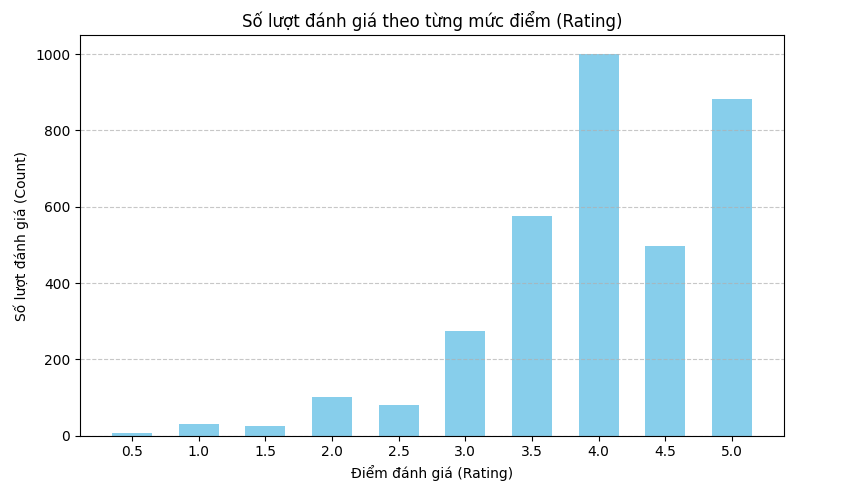 Số lượt đánh giá theo từng mức điểm (Rating)
Số lượt đánh giá (Count)
1000
800
600
400
200
0
0.5 1.0 1.5 2.0 2.5 3.0 3.5 4.0 4.5 5.0
Điểm đánh giá (Rating)